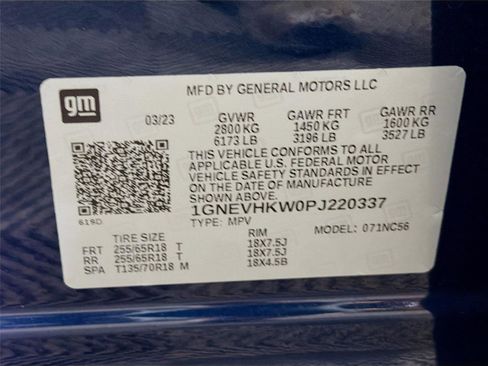 gm
MFD BY GENERAL MOTORS LLC
03/23 GVWR GAWR FRT GAWR RR
2800 KG 1450 KG 1600 KG
6173 LB 3196 LB 3527 LB
THIS VEHICLE CONFORMS TO ALL
APPLICABLE U.S. FEDERAL MOTOR
VEHICLE SAFETY STANDARDS IN EFFECT
ON THE DATE OF MANUFACTURE
SHOWN ABOVE.
1GNEVHKW0PJ220337
619D TYPE: MPV MODEL: 071NC56
TIRE SIZE RIM
FRT 255/65R18 T 18X7.5J
RR 255/65R18 T 18X7.5J
SPA T135/70R18 M 18X4.5B